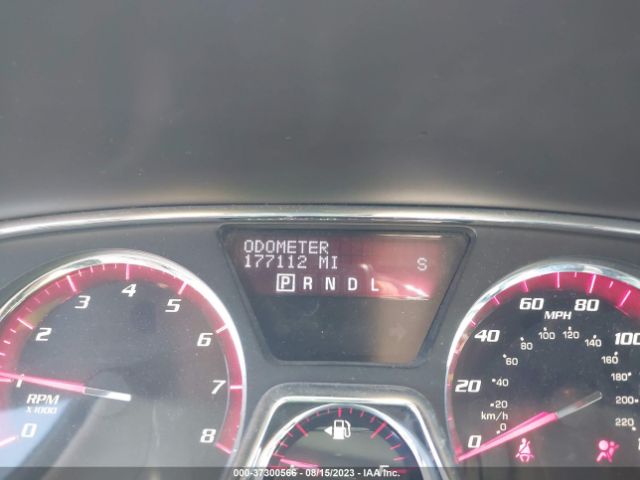 ODOMETER
177112 MI S
P R N D L
0 1 2 3 4 5 6 7 8
RPM
X1000
0 20 40 60 80 100
MPH
0 20 40 60 80 100 120 140 160 180 200 220
km/h
000-37300566 - 08/15/2023 - IAA Inc.